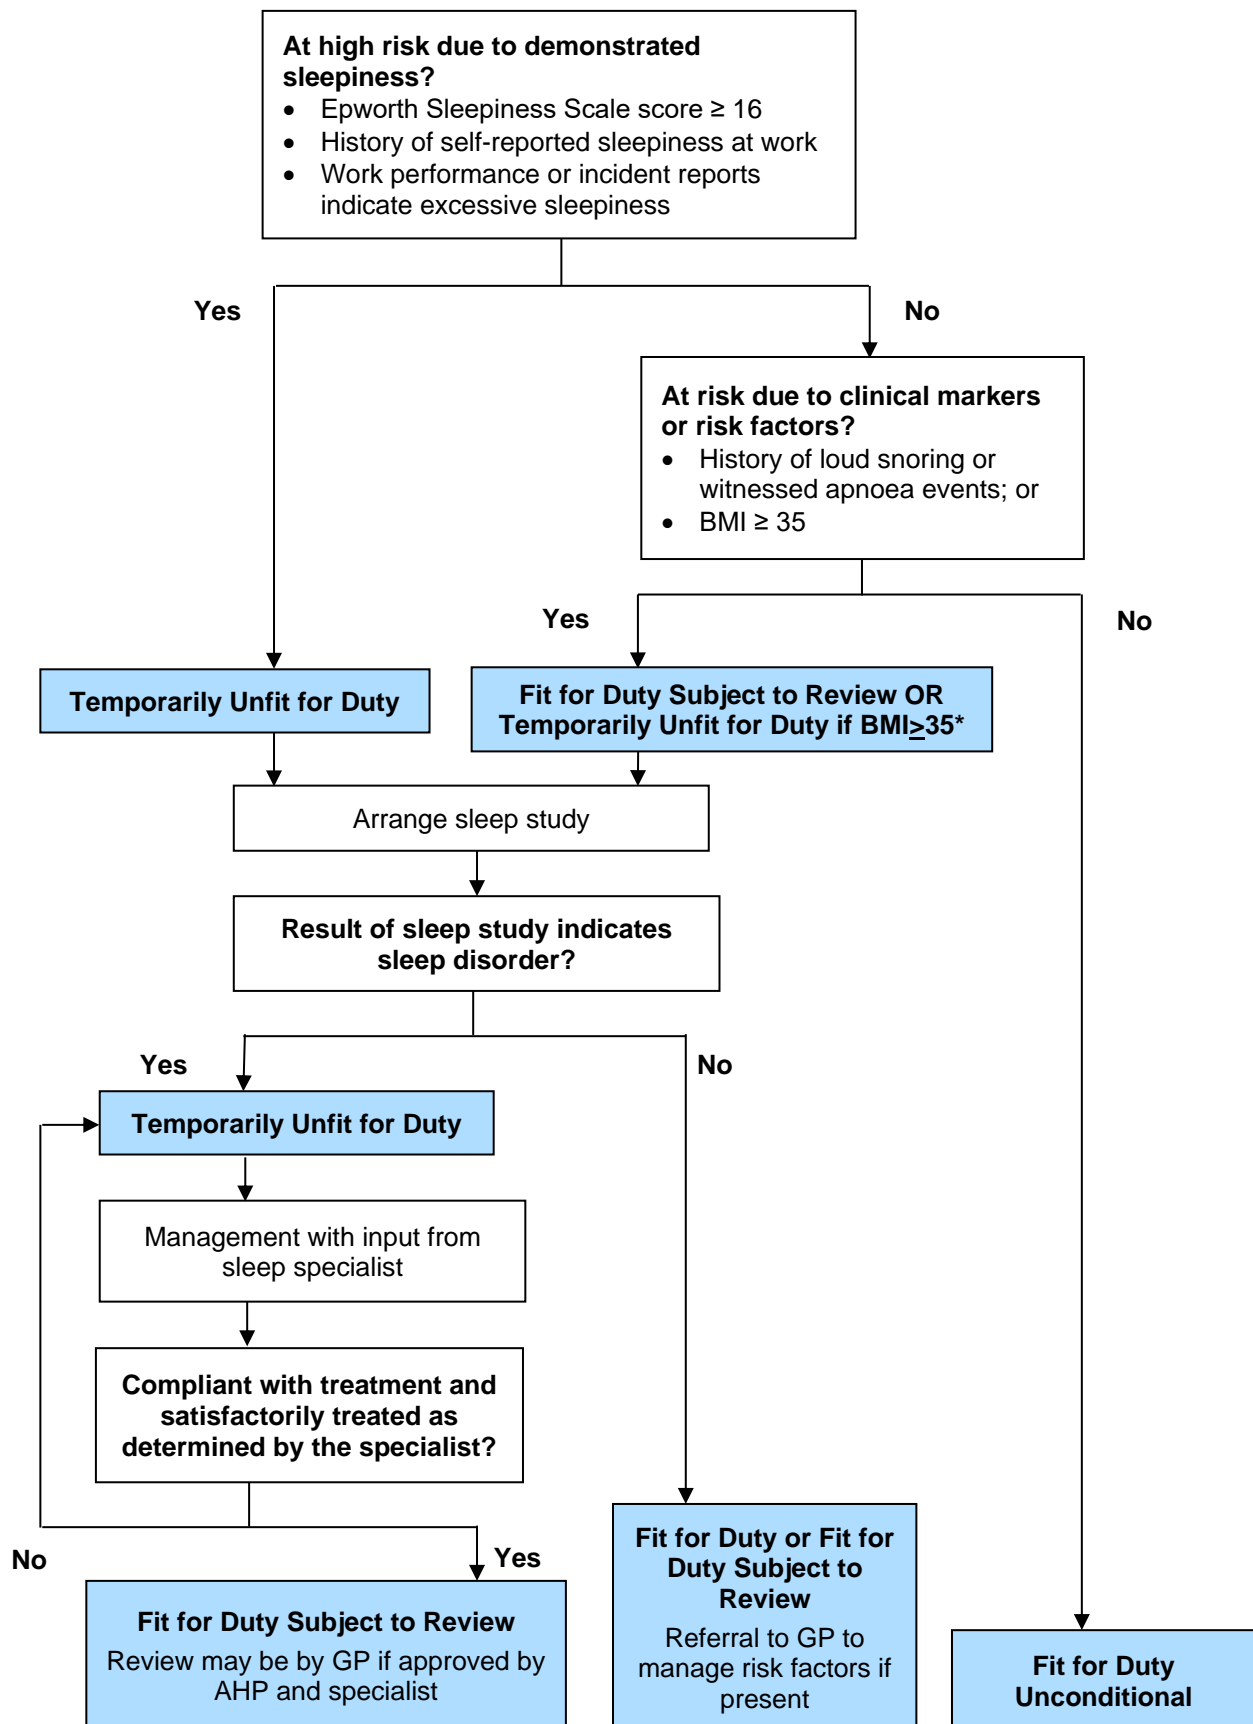 At high risk due to demonstrated
sleepiness?
• Epworth Sleepiness Scale score ≥ 16
• History of self-reported sleepiness at work
• Work performance or incident reports
indicate excessive sleepiness
Yes
No
At risk due to clinical markers
or risk factors?
• History of loud snoring or
witnessed apnoea events; or
• BMI ≥ 35
Yes
No
Temporarily Unfit for Duty
Fit for Duty Subject to Review OR
Temporarily Unfit for Duty if BMI≥35*
Arrange sleep study
Result of sleep study indicates
sleep disorder?
Yes
No
Temporarily Unfit for Duty
Management with input from
sleep specialist
Compliant with treatment and
satisfactorily treated as
determined by the specialist?
No
Yes
Fit for Duty Subject to Review
Review may be by GP if approved by
AHP and specialist
Fit for Duty or Fit for
Duty Subject to
Review
Referral to GP to
manage risk factors if
present
Fit for Duty
Unconditional